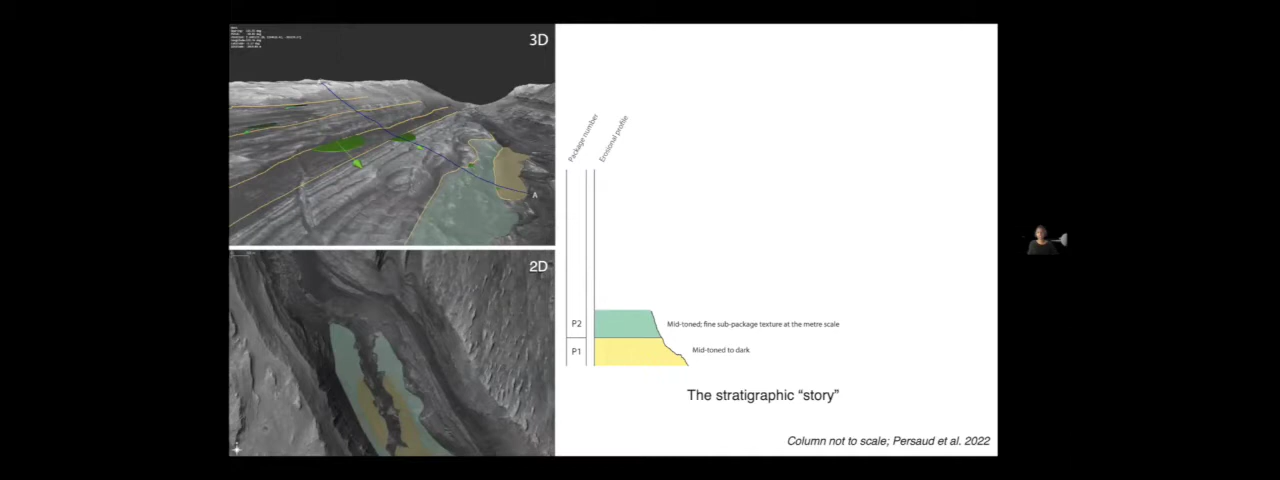 3D
A
2D
Package number
Erosional profile
P2
Mid-toned; fine sub-package texture at the metre scale
P1
Mid-toned to dark
The stratigraphic “story”
Column not to scale; Persaud et al. 2022